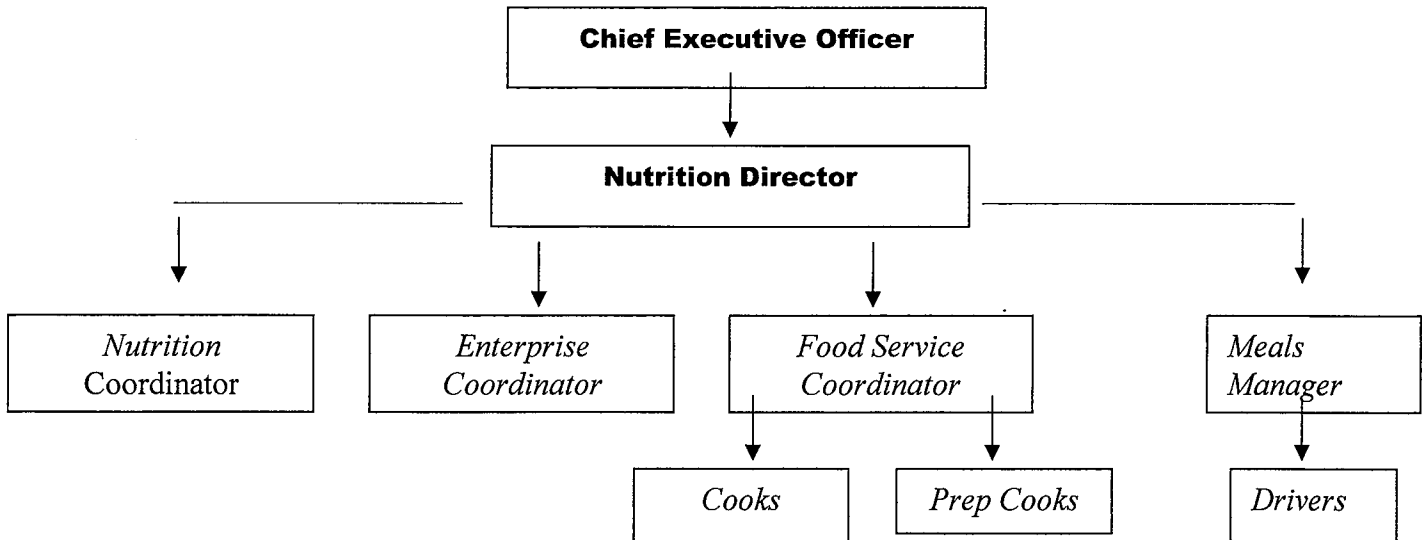 Chief Executive Officer
Nutrition Director
Nutrition
Coordinator
Enterprise
Coordinator
Food Service
Coordinator
Meals
Manager
Cooks
Prep Cooks
Drivers